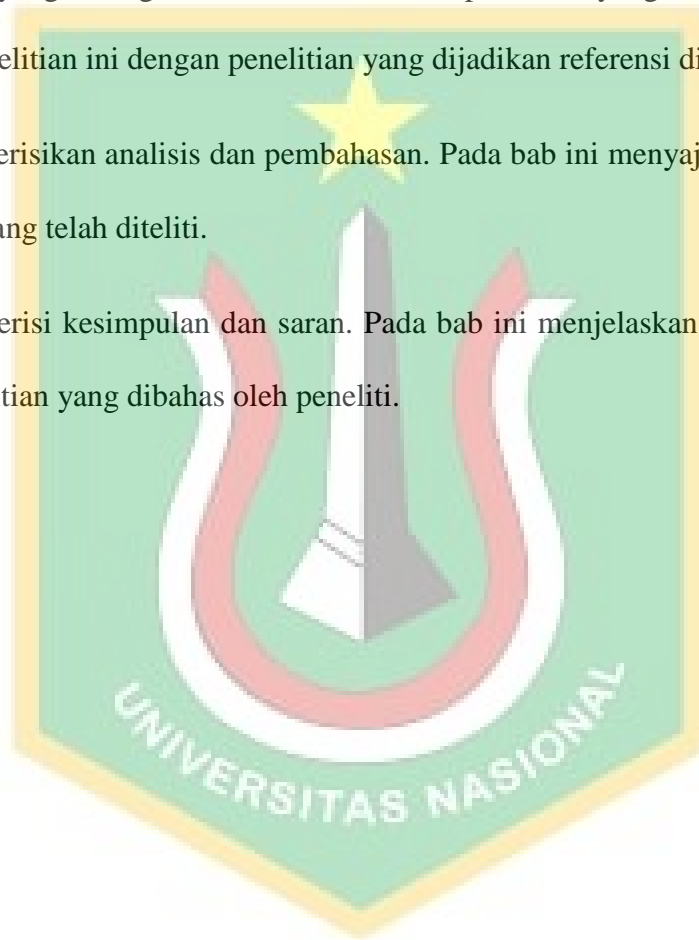 elitian ini dengan penelitian yang dijadikan referensi di
erisikan analisis dan pembahasan. Pada bab ini menyaj
ang telah diteliti.
erisi kesimpulan dan saran. Pada bab ini menjelaskan
itian yang dibahas oleh peneliti.
UNIVERSITAS NASIONAL